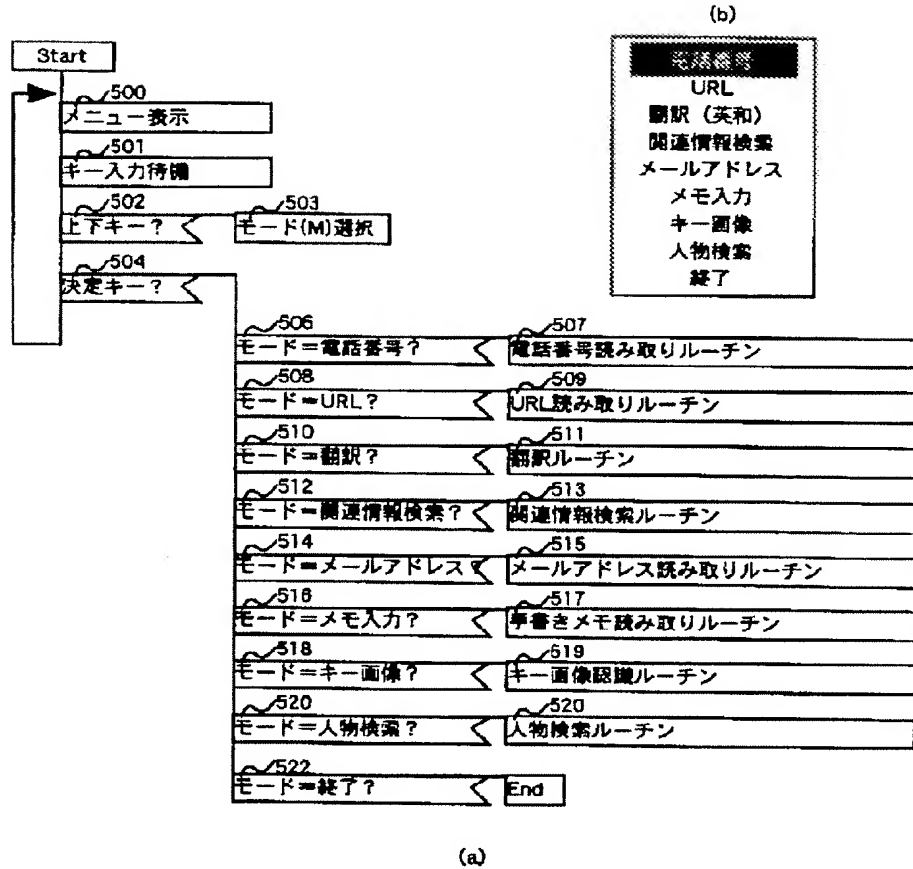 (b)
Start
500
メニュー表示
501
キー入力待機
502
上下キー?
503
モード(M)選択
504
決定キー?
電話番号
URL
翻訳(英和)
関連情報検索
メールアドレス
メモ入力
キー画像
人物検索
終了
506
モード=電話番号?
507
電話番号読み取りルーチン
508
モード=URL?
509
URL読み取りルーチン
510
モード=翻訳?
511
翻訳ルーチン
512
モード=関連情報検索?
513
関連情報検索ルーチン
514
モード=メールアドレス?
515
メールアドレス読み取りルーチン
516
モード=メモ入力?
517
手書きメモ読み取りルーチン
518
モード=キー画像?
519
キー画像認識ルーチン
520
モード=人物検索?
520
人物検索ルーチン
522
モード=終了?
End
(a)